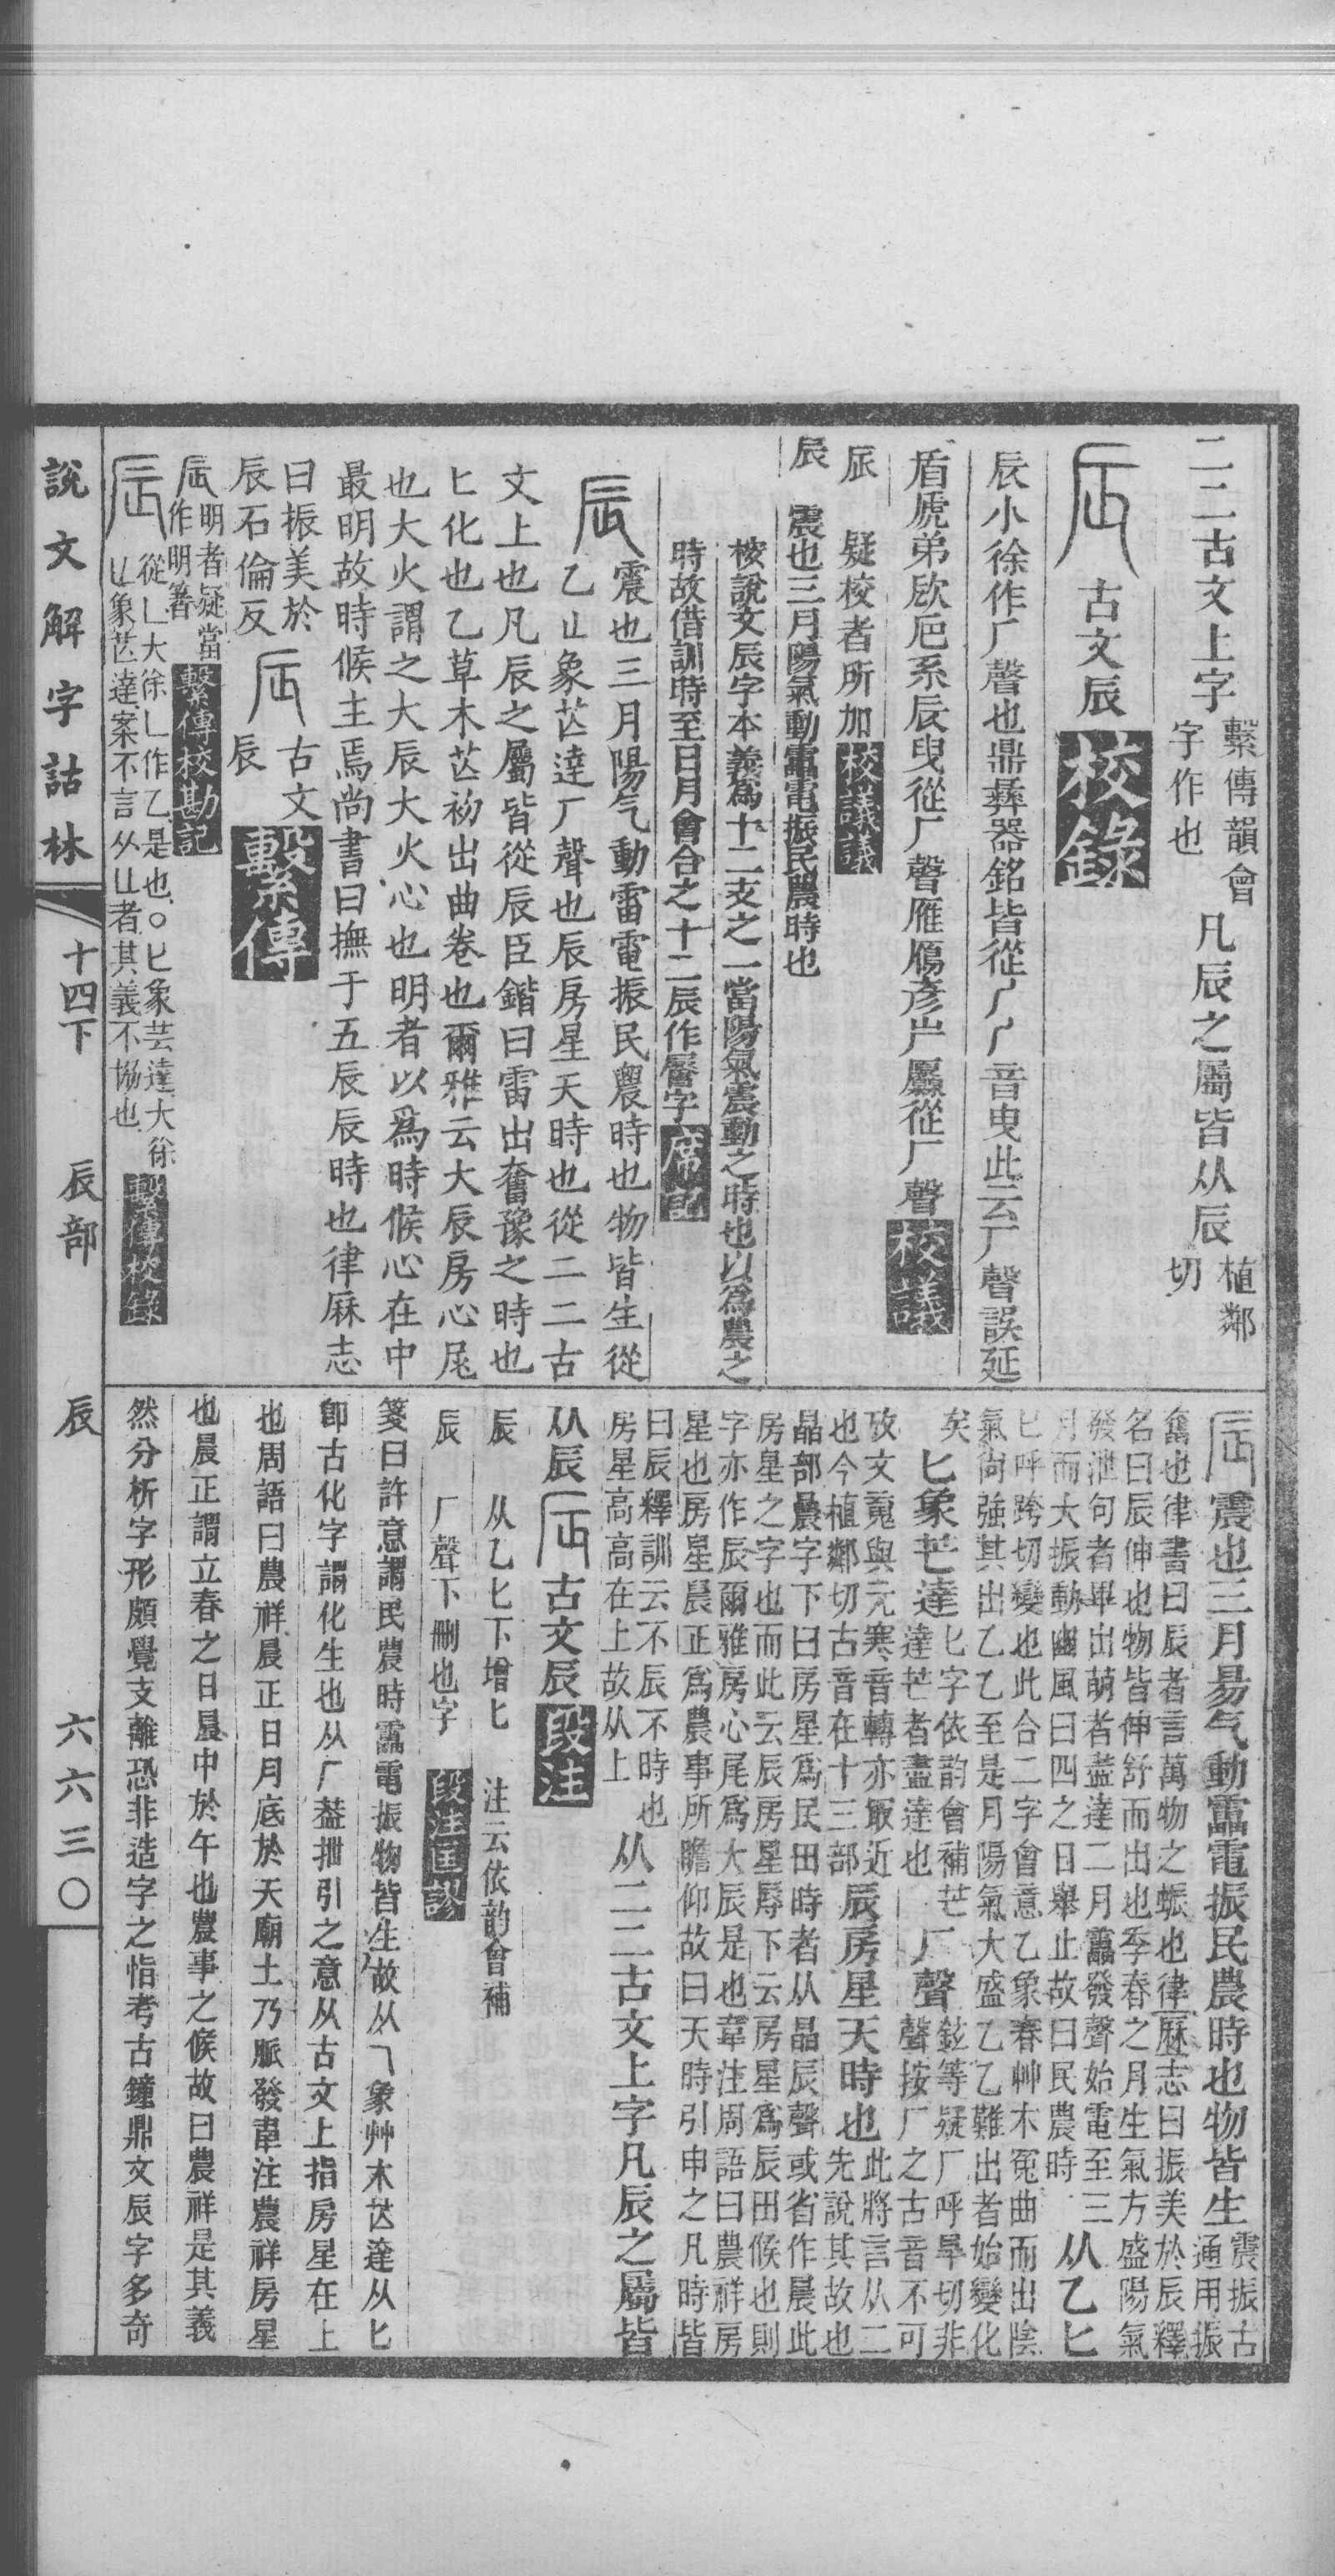 二二古文上字
繫傳韻會
字作也
凡辰之屬皆从辰
植鄰
切
古文辰
校錄
辰小徐作厂聲也鼎彝器銘皆從厂厂音曳此云厂聲誤延
盾虒弟欥戹系辰曳從厂聲雁鴈彥屵驫從厂聲
校議
𠨷
疑校者所加
校議議
辰
震也三月陽氣動靁電振民農時也
桉說文辰字本義爲十二支之一當陽氣震動之時也以爲農之
時故借訓時至日月會合之十二辰作䢅字
席記
辰
震也三月陽气動雷電振民農時也物皆生從
乙匕象芒達厂聲也辰房星天時也從二二古
文上也凡辰之屬皆從辰臣鍇曰雷出奮豫之時也
匕化也乙草木芒初出曲卷也爾雅云大辰房心尾
也大火謂之大辰大火心也明者以爲時候心在中
最明故時候主焉尚書曰撫于五辰辰時也律厤志
曰振美於
辰石倫反
古文
辰
繫傳
明者疑當
作明著
繫傳校勘記
從乚大徐乚作乙是也○匕象芒達大徐
象芒達案不言从者其義不協也
繫傳校錄
震也三月昜气動靁電振民農時也物皆生
震振古
通用振
奮也律書曰辰者言萬物之蜄也律厤志曰振美於辰釋
名曰辰伸也物皆伸舒而出也季春之月生氣方盛陽氣
發泄句者畢出萌者盡達二月靁發聲始電至三
月而大振動豳風曰四之日舉止故曰民農時
从乙匕
匕呼跨切變也此合二字會意乙象春艸木冤曲而出陰
氣尙強其出乙乙至是月陽氣大盛乙乙難出者始變化
矣
匕象芒達
匕字依韵會補芒
達芒者盡達也
厂聲
鉉等疑厂呼旱切非
聲按厂之古音不可
攷文䰟與元寒音轉亦冣近
也今植鄰切古音在十三部
辰房星天時也
此將言从二
先說其故也
晶部曟字下曰房星爲民田時者从晶辰聲或省作晨此
房星之字也而此云辰房星辱下云房星爲辰田候也則
字亦作辰爾雅房心尾爲大辰是也韋注周語曰農祥房
星也房星晨正爲農事所瞻仰故曰天時引申之凡時皆
曰辰釋訓云不辰不時也
房星高高在上故从上
从二二古文上字凡辰之屬皆
从辰
古文辰
段注
辰
从乙匕下增匕
注云依韵會補
辰
厂聲下刪也字
段注匡謬
箋曰許意謂民農時靁電振物皆生故从乁象艸木芒達从匕
卽古化字謂化生也从厂葢抴引之意从古文上指房星在上
也周語曰農祥晨正日月底於天廟土乃脈發韋注農祥房星
也晨正謂立春之日晨中於午也農事之候故曰農祥是其義
然分析字形頗覺支離恐非造字之恉考古鐘鼎文辰字多奇
說文解字詁林
十四下
辰部
辰
六六三〇